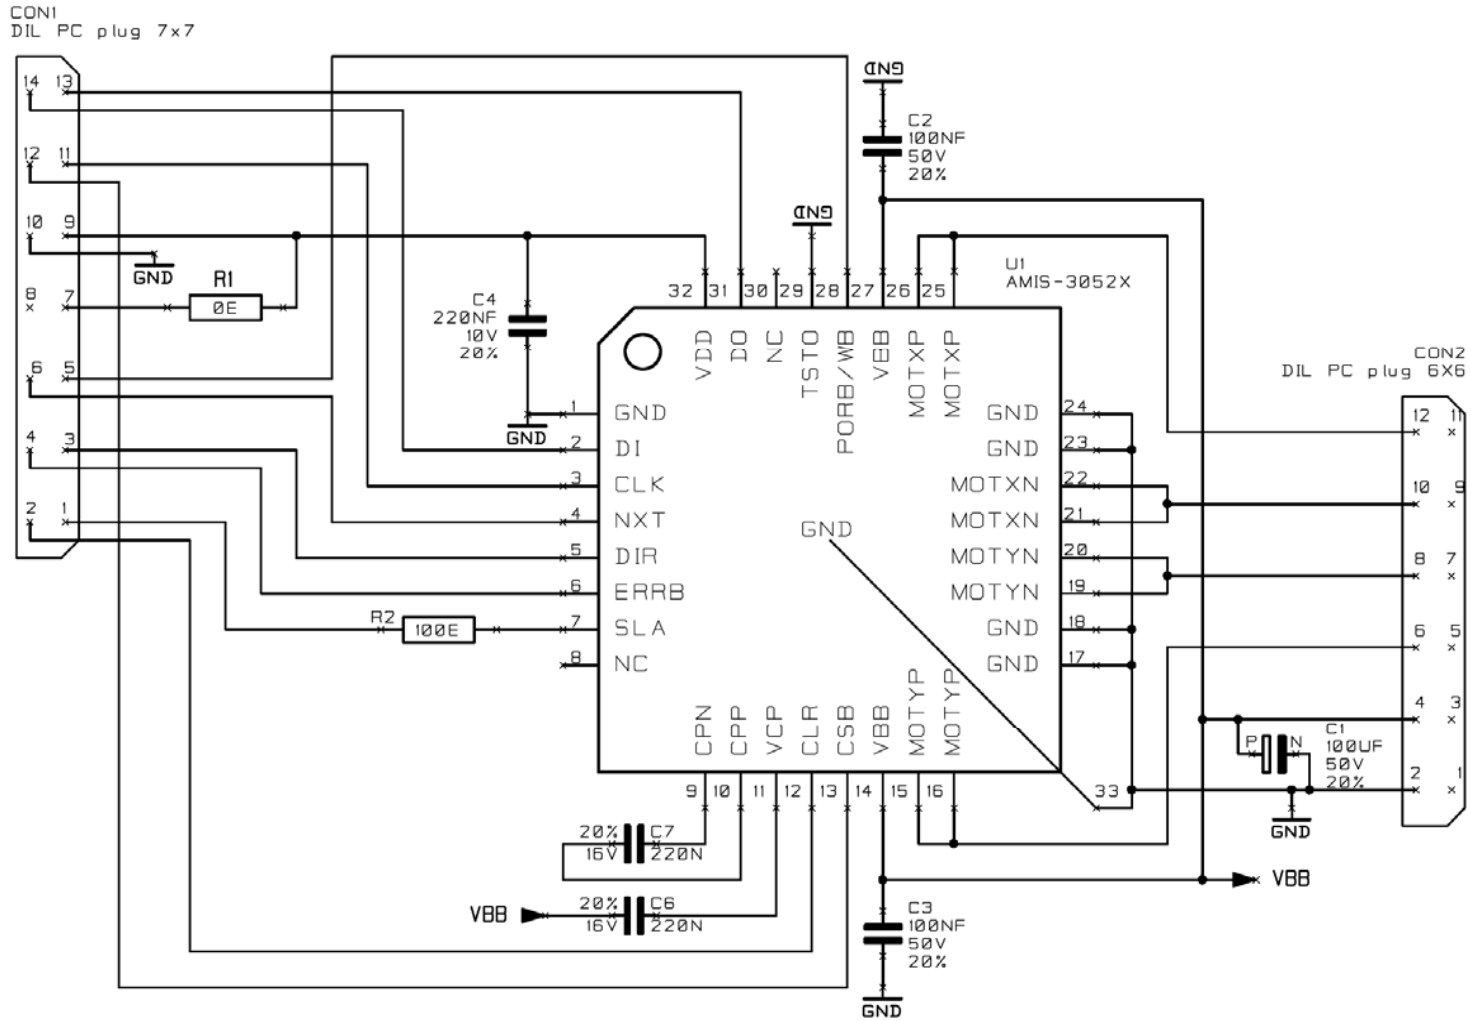 CON1
DIL PC plug 7x7
14 13
12 11
10 9
8 7
6 5
4 3
2 1
GND
R1
0E
C4
220NF
10V
20%
GND
GND
GND
C2
100NF
50V
20%
U1
AMIS-3052X
32 31 30 29 28 27 26 25
VDD
DO
NC
TSTO
PORB/WB
VBB
MOTXP
MOTXP
1 GND
2 DI
3 CLK
4 NXT
5 DIR
6 ERRB
7 SLA
8 NC
R2
100E
GND
GND 24
GND 23
MOTXN 22
MOTXN 21
MOTYN 20
MOTYN 19
GND 18
GND 17
CPN
CPP
VCP
CLR
CSB
VBB
MOTYP
MOTYP
9 10 11 12 13 14 15 16
33
CON2
DIL PC plug 6X6
12 11
10 9
8 7
6 5
4 3
2 1
P N
C1
100UF
50V
20%
GND
VBB
20% C7
16V 220N
VBB
20% C6
16V 220N
C3
100NF
50V
20%
GND